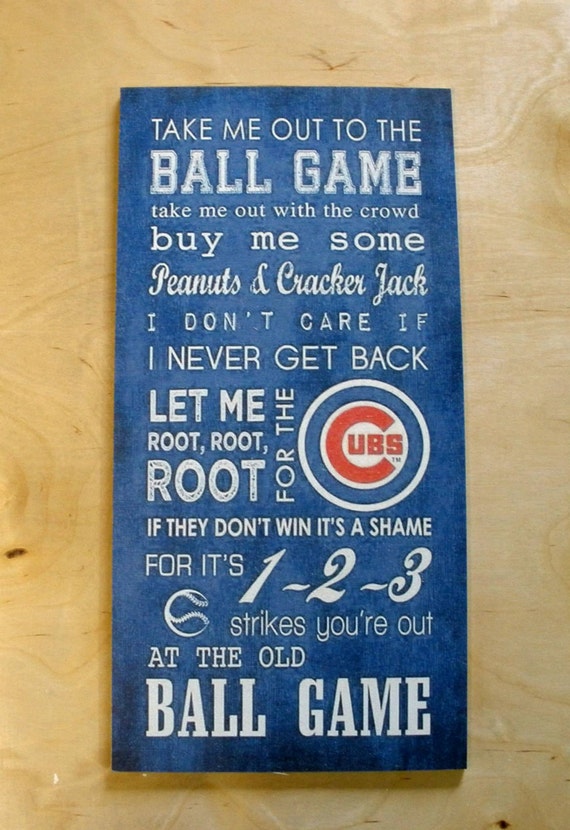 TAKE ME OUT TO THE
BALL GAME
take me out with the crowd
buy me some
Peanuts & Cracker Jack
I DON'T CARE IF
I NEVER GET BACK
LET ME
ROOT, ROOT,
ROOT
FOR THE
CUBS
TM
IF THEY DON'T WIN IT'S A SHAME
FOR IT'S 1-2-3
strikes you're out
AT THE OLD
BALL GAME